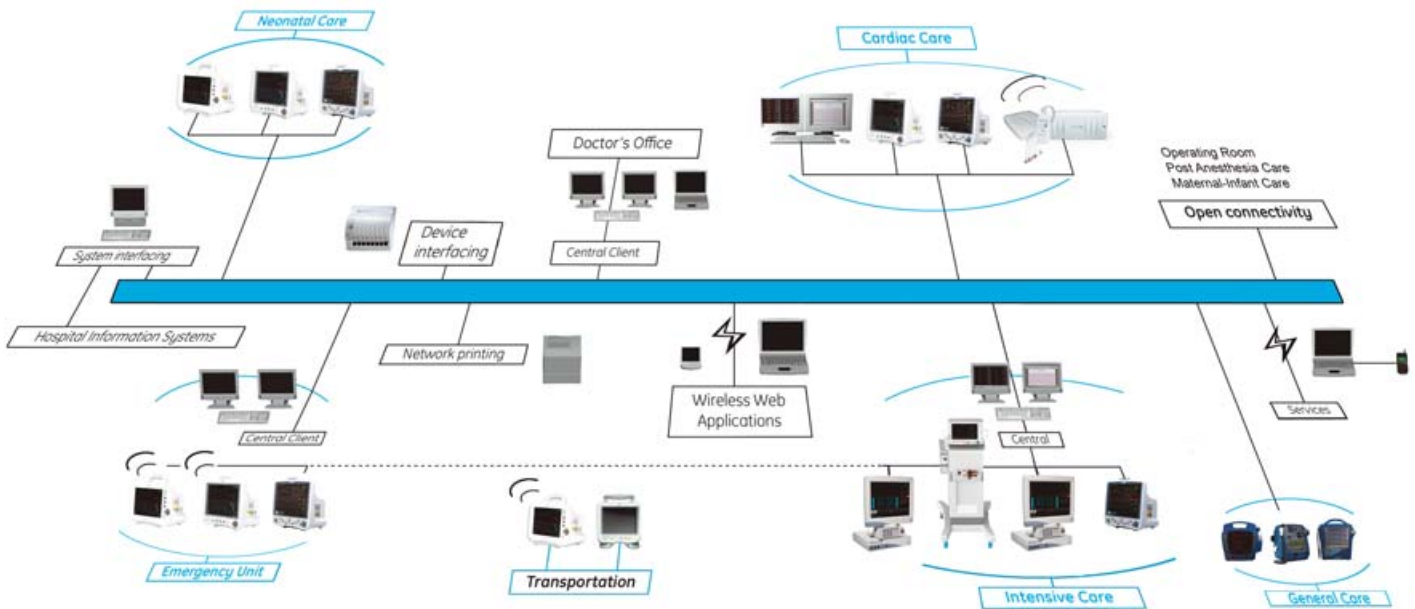 Neonatal Care
Cardiac Care
Doctor's Office
Operating Room
Post Anesthesia Care
Maternal-Infant Care
Open connectivity
System interfacing
Device
interfacing
Central Client
Hospital Information Systems
Network printing
Wireless Web
Applications
Central Client
Central
Services
Emergency Unit
Transportation
Intensive Care
General Care